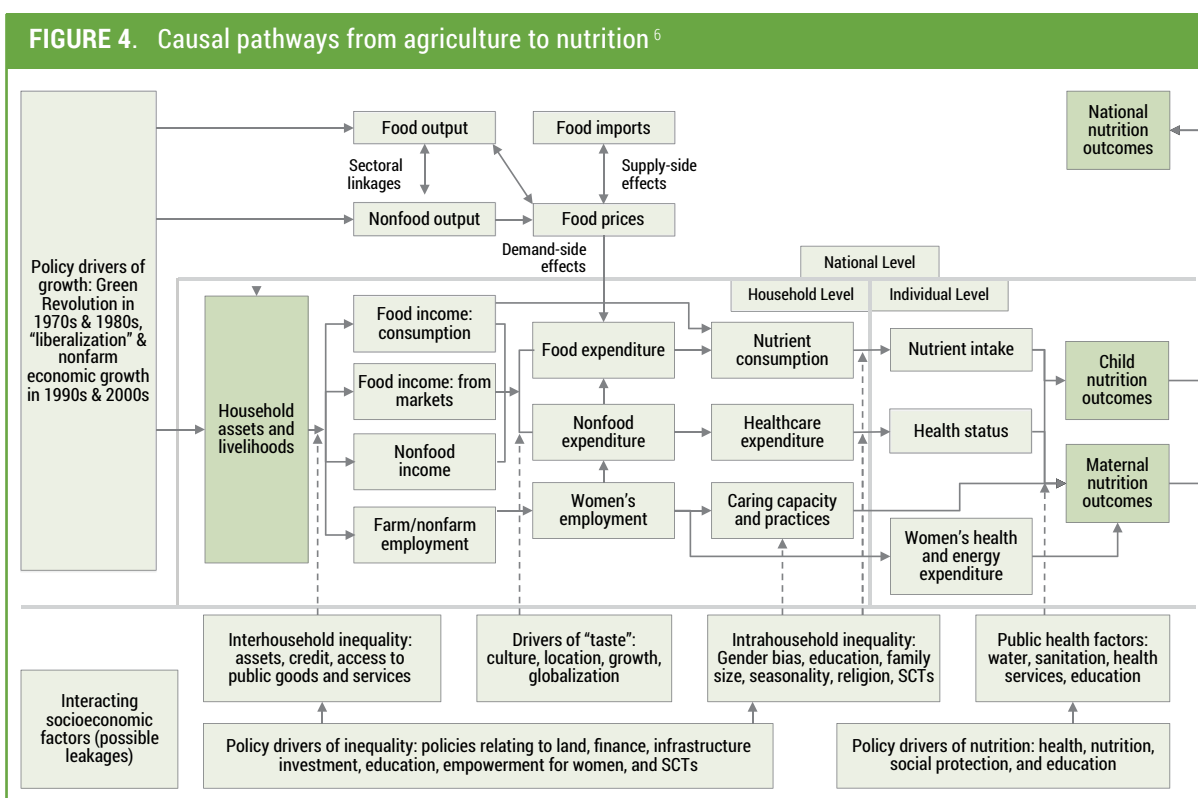 FIGURE 4. Causal pathways from agriculture to nutrition 6
Food output
Food imports
National
nutrition
outcomes
Sectoral
linkages
Supply-side
effects
Nonfood output
Food prices
Demand-side
effects
Policy drivers of
growth: Green
Revolution in
1970s & 1980s,
“liberalization” &
nonfarm
economic growth
in 1990s & 2000s
National Level
Household Level
Individual Level
Household
assets and
livelihoods
Food income:
consumption
Food income: from
markets
Nonfood
income
Farm/nonfarm
employment
Food expenditure
Nonfood
expenditure
Women’s
employment
Nutrient
consumption
Healthcare
expenditure
Caring capacity
and practices
Nutrient intake
Health status
Women’s health
and energy
expenditure
Child
nutrition
outcomes
Maternal
nutrition
outcomes
Interacting
socioeconomic
factors (possible
leakages)
Interhousehold inequality:
assets, credit, access to
public goods and services
Drivers of “taste”:
culture, location, growth,
globalization
Intrahousehold inequality:
Gender bias, education, family
size, seasonality, religion, SCTs
Public health factors:
water, sanitation, health
services, education
Policy drivers of inequality: policies relating to land, finance, infrastructure
investment, education, empowerment for women, and SCTs
Policy drivers of nutrition: health, nutrition,
social protection, and education